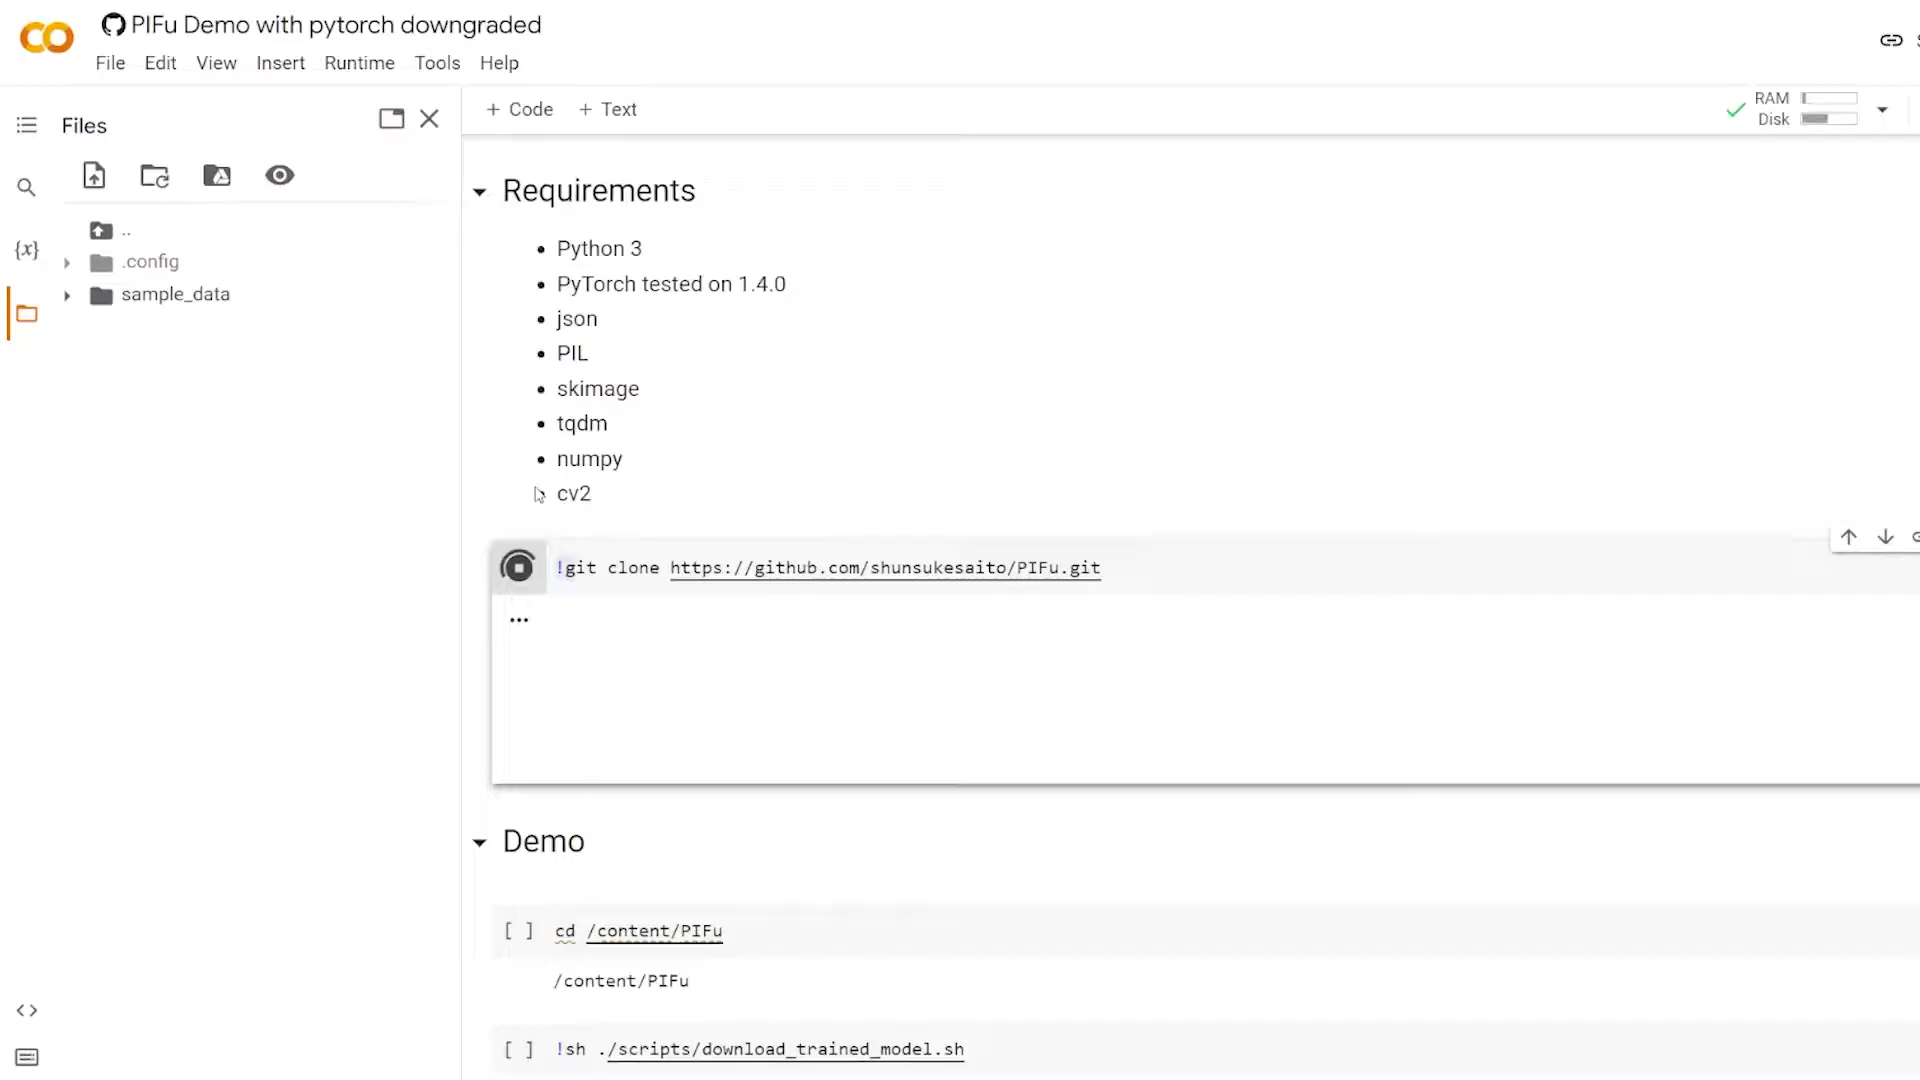 PIFu Demo with pytorch downgraded
File Edit View Insert Runtime Tools Help
Files
+ Code + Text
RAM
Disk
..
.config
sample_data
{x}
Requirements
• Python 3
• PyTorch tested on 1.4.0
• json
• PIL
• skimage
• tqdm
• numpy
• cv2
!git clone https://github.com/shunsukesaito/PIFu.git
...
Demo
[ ] cd /content/PIFu
/content/PIFu
[ ] !sh ./scripts/download_trained_model.sh